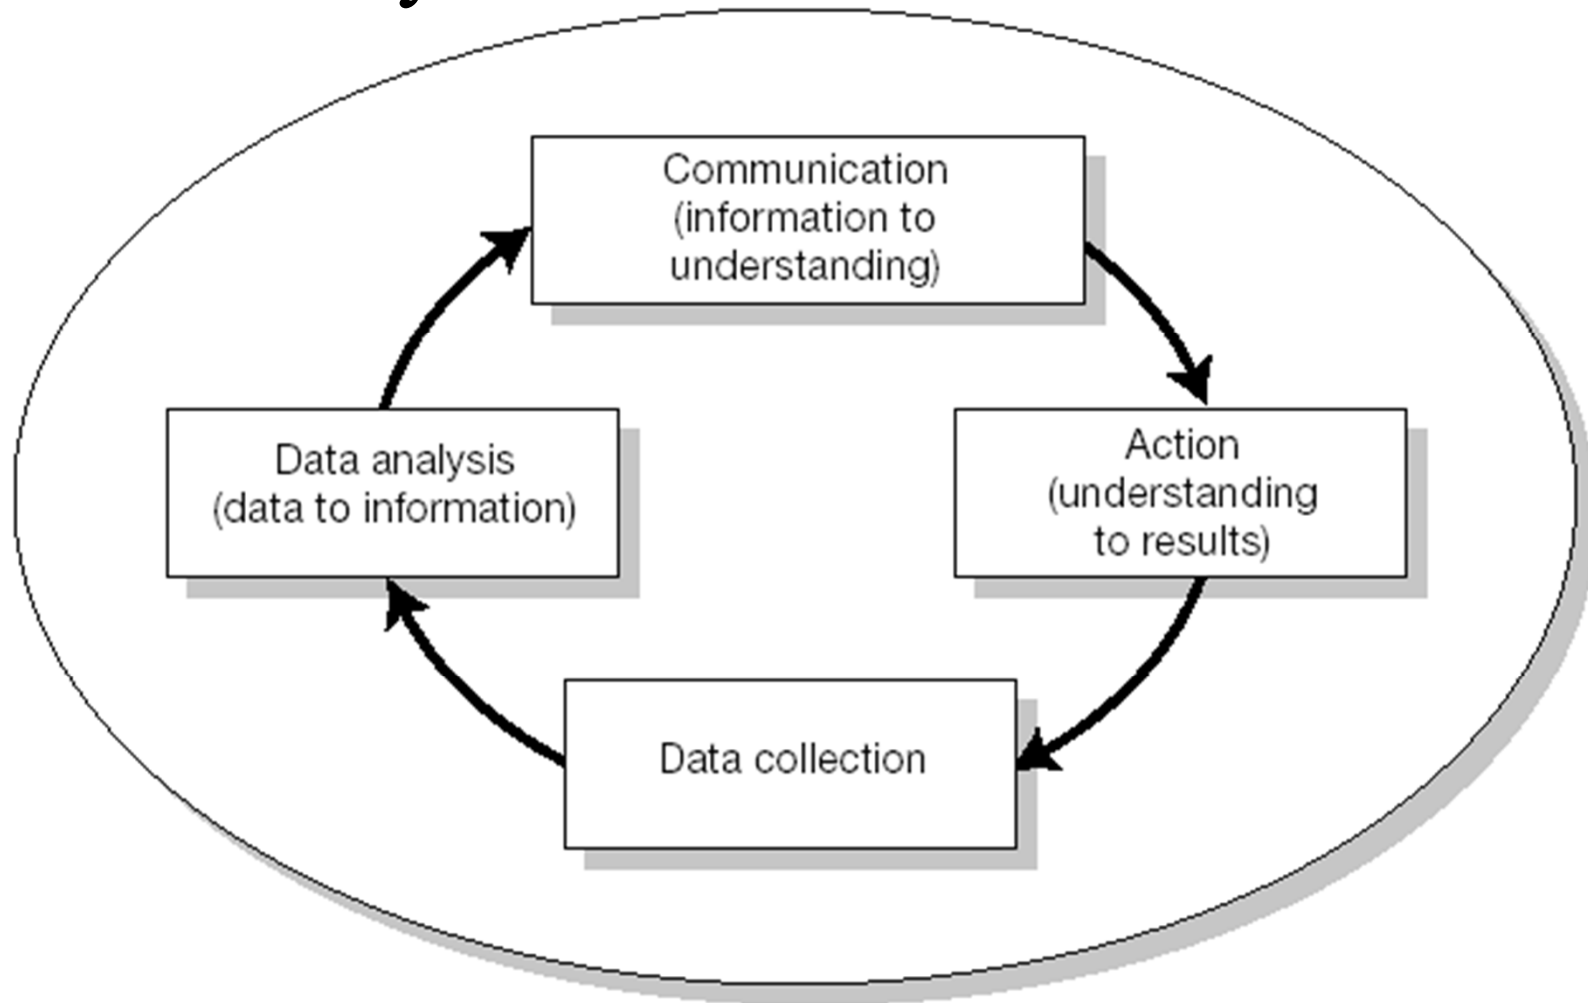 Communication
(information to
understanding)
Data analysis
(data to information)
Action
(understanding
to results)
Data collection